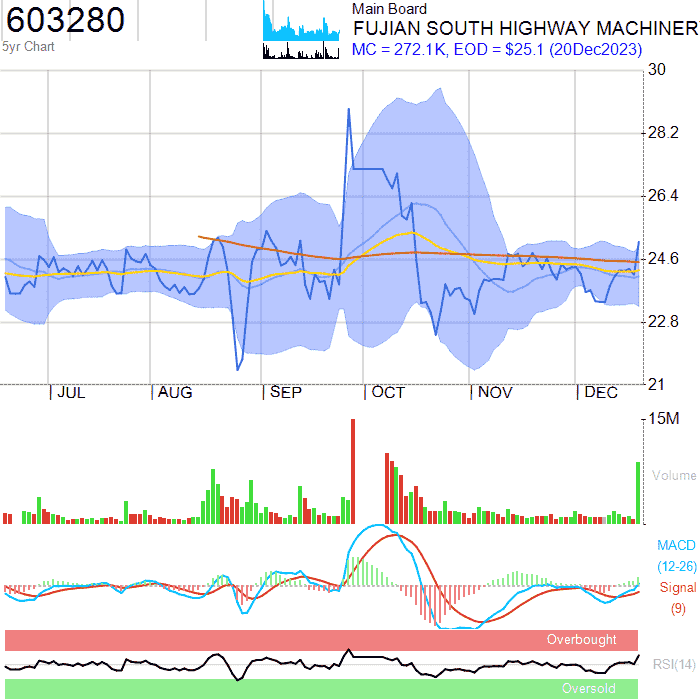 603280
5yr Chart
Main Board
FUJIAN SOUTH HIGHWAY MACHINER
MC = 272.1K, EOD = $25.1 (20Dec2023)
30
28.2
26.4
24.6
22.8
21
| JUL | AUG | SEP | OCT | NOV | DEC
15M
Volume
MACD
(12-26)
Signal
(9)
Overbought
RSI(14)
Oversold